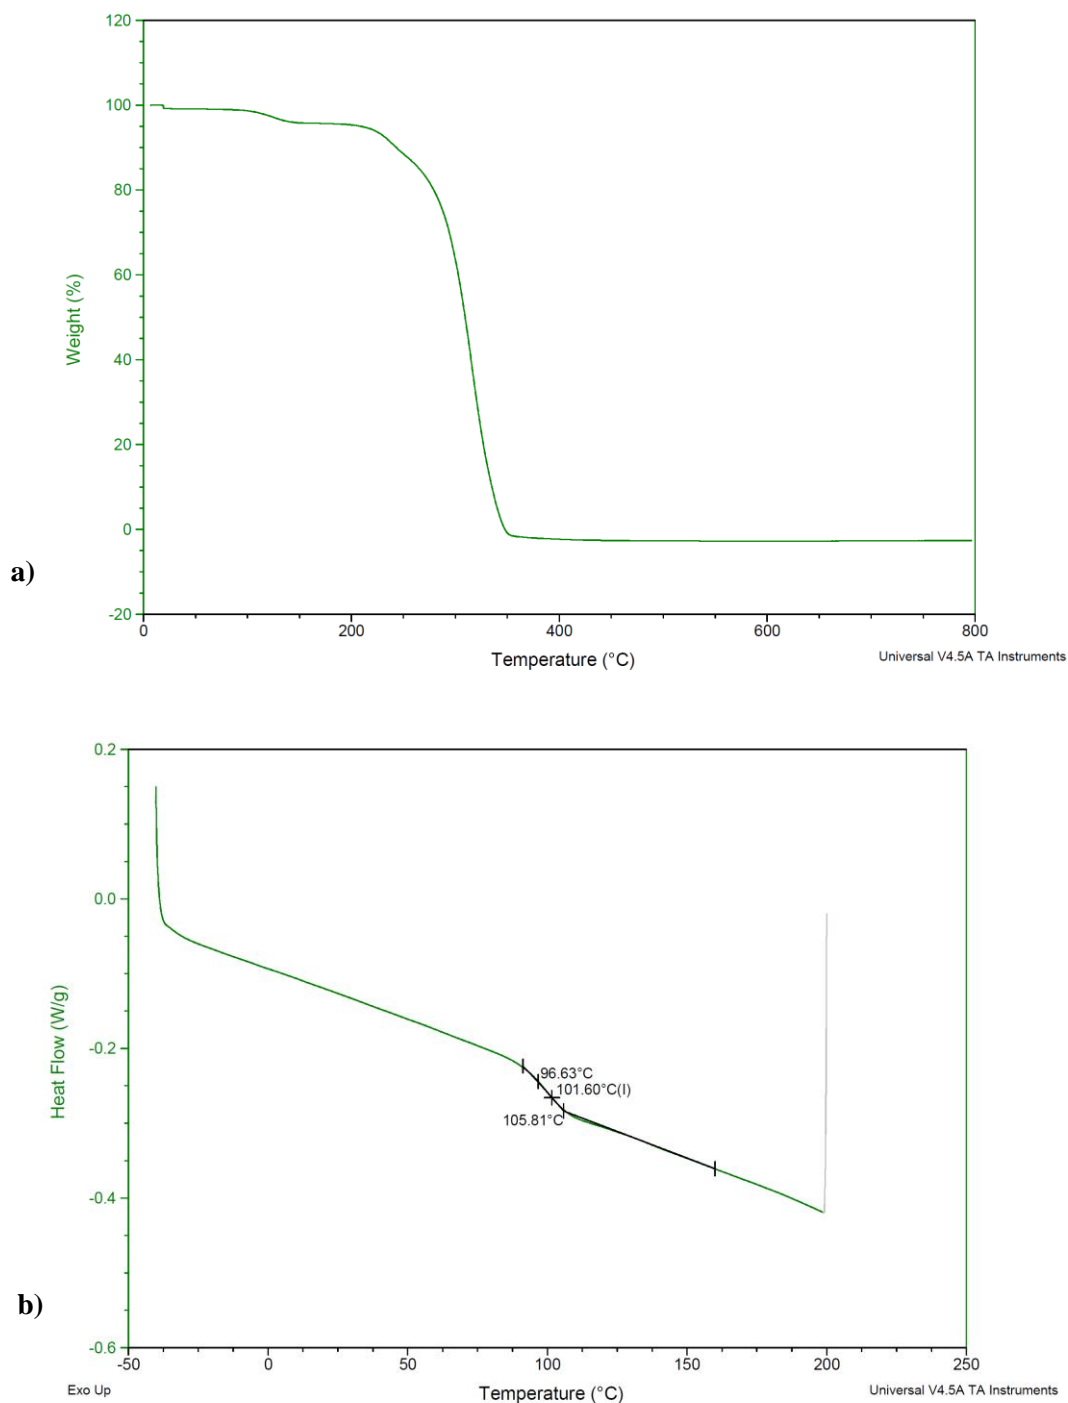 120
100
80
60
40
20
0
-20
Weight (%)
a)
0 200 400 600 800
Temperature (°C)
Universal V4.5A TA Instruments
0.2
0.0
-0.2
-0.4
-0.6
Heat Flow (W/g)
96.63°C
101.60°C(I)
105.81°C
b)
-50 0 50 100 150 200 250
Exo Up
Temperature (°C)
Universal V4.5A TA Instruments